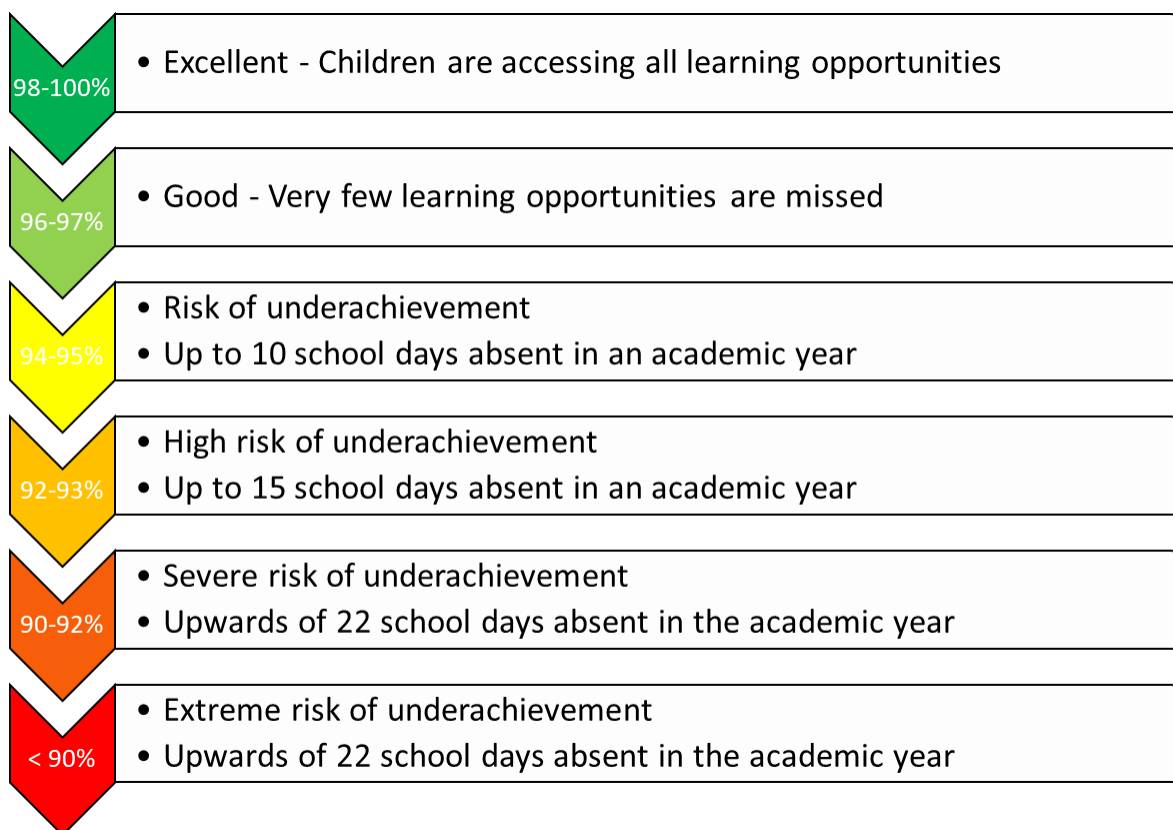 98-100%
• Excellent - Children are accessing all learning opportunities
96-97%
• Good - Very few learning opportunities are missed
94-95%
• Risk of underachievement
• Up to 10 school days absent in an academic year
92-93%
• High risk of underachievement
• Up to 15 school days absent in an academic year
90-92%
• Severe risk of underachievement
• Upwards of 22 school days absent in the academic year
< 90%
• Extreme risk of underachievement
• Upwards of 22 school days absent in the academic year